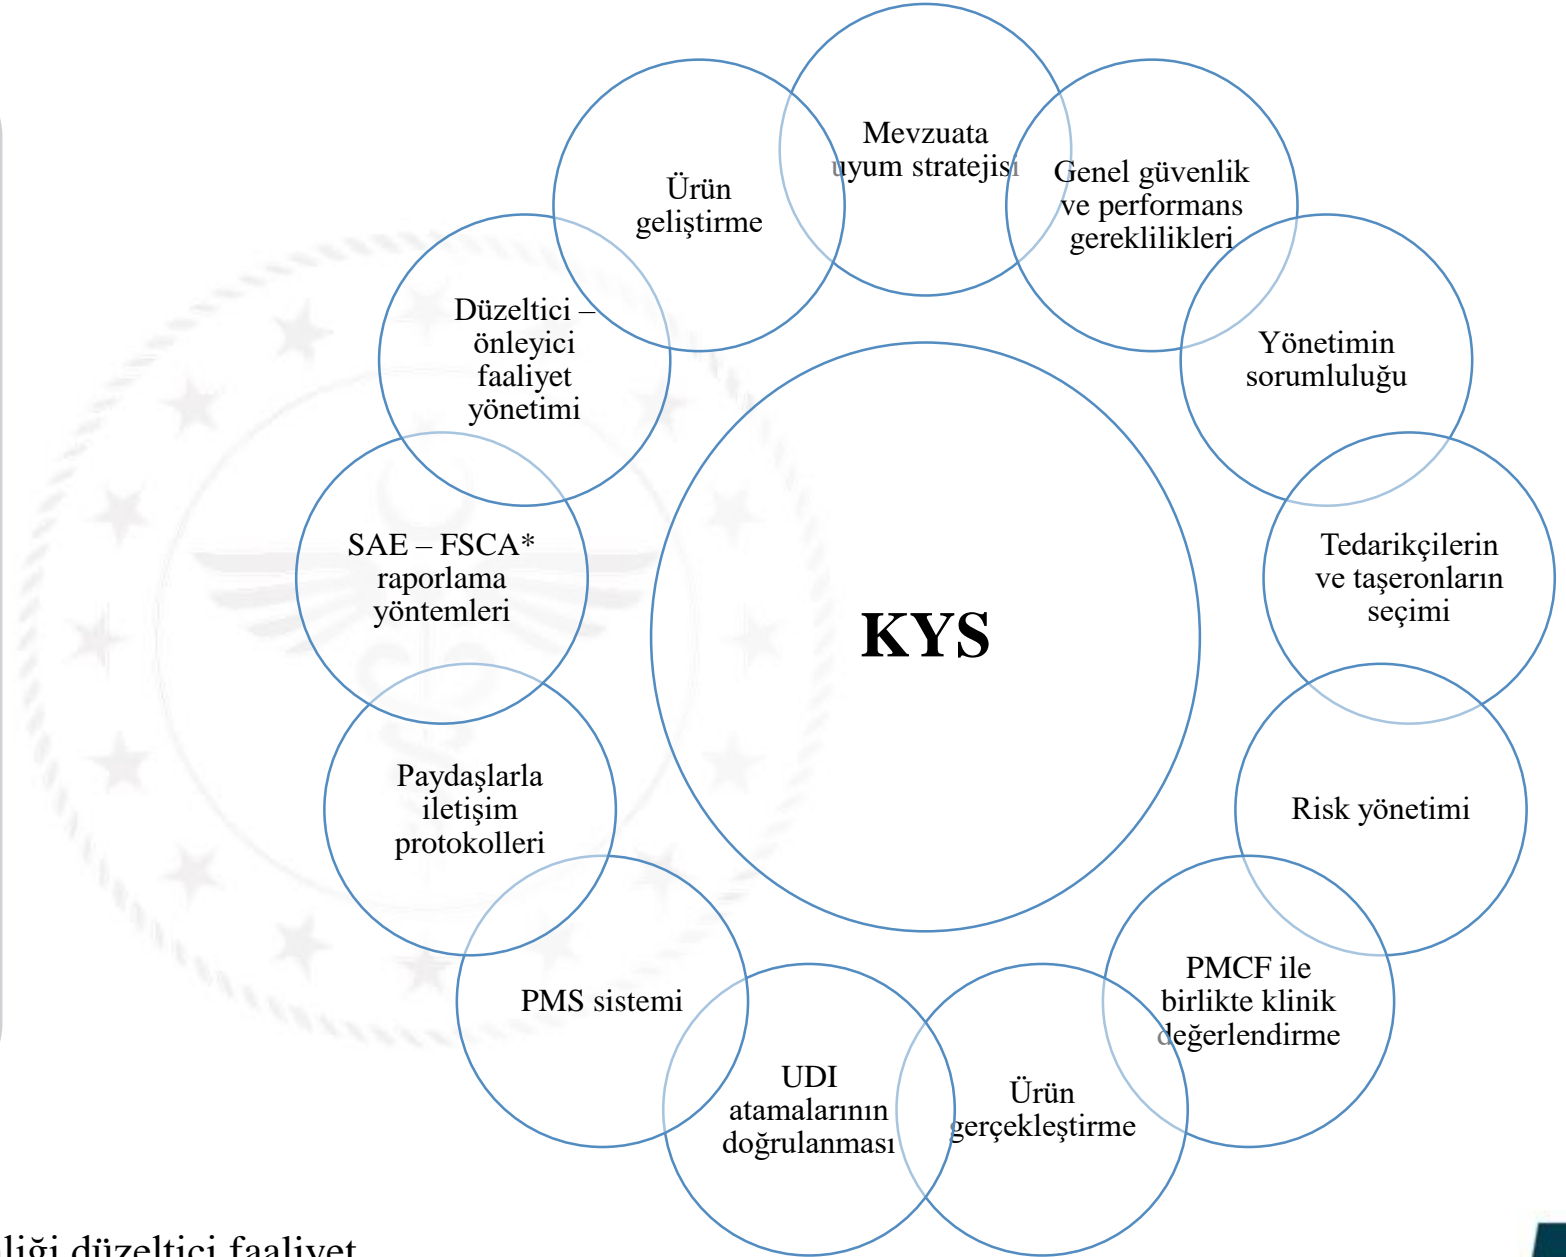 Mevzuata
uyum stratejisi
Genel güvenlik
ve performans
gereklilikleri
Yönetimin
sorumluluğu
Tedarikçilerin
ve taşeronların
seçimi
Risk yönetimi
PMCF ile
birlikte klinik
değerlendirme
Ürün
gerçekleştirme
UDI
atamalarının
doğrulanması
PMS sistemi
Paydaşlarla
iletişim
protokolleri
SAE – FSCA*
raporlama
yöntemleri
Düzeltici –
önleyici
faaliyet
yönetimi
Ürün
geliştirme
KYS
düzeltici faaliyet